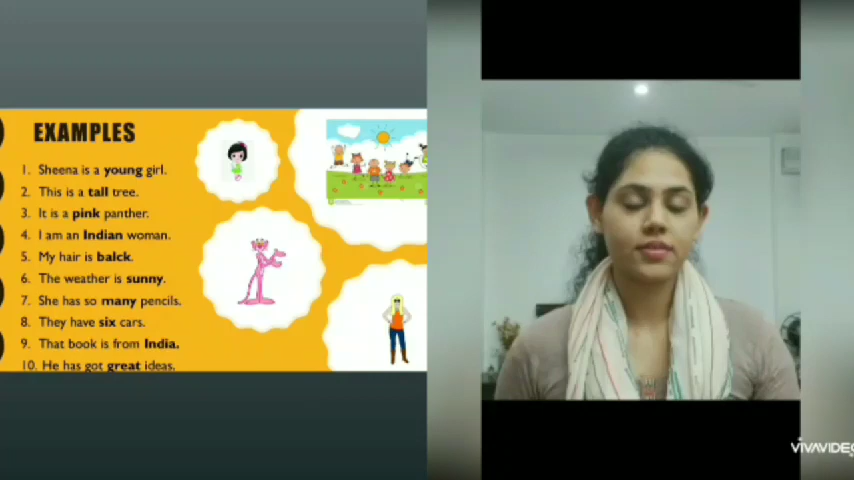 EXAMPLES
1. Sheena is a young girl.
2. This is a tall tree.
3. It is a pink panther.
4. I am an Indian woman.
5. My hair is balck.
6. The weather is sunny.
7. She has so many pencils.
8. They have six cars.
9. That book is from India.
10. He has got great ideas.
VIVAVIDEO